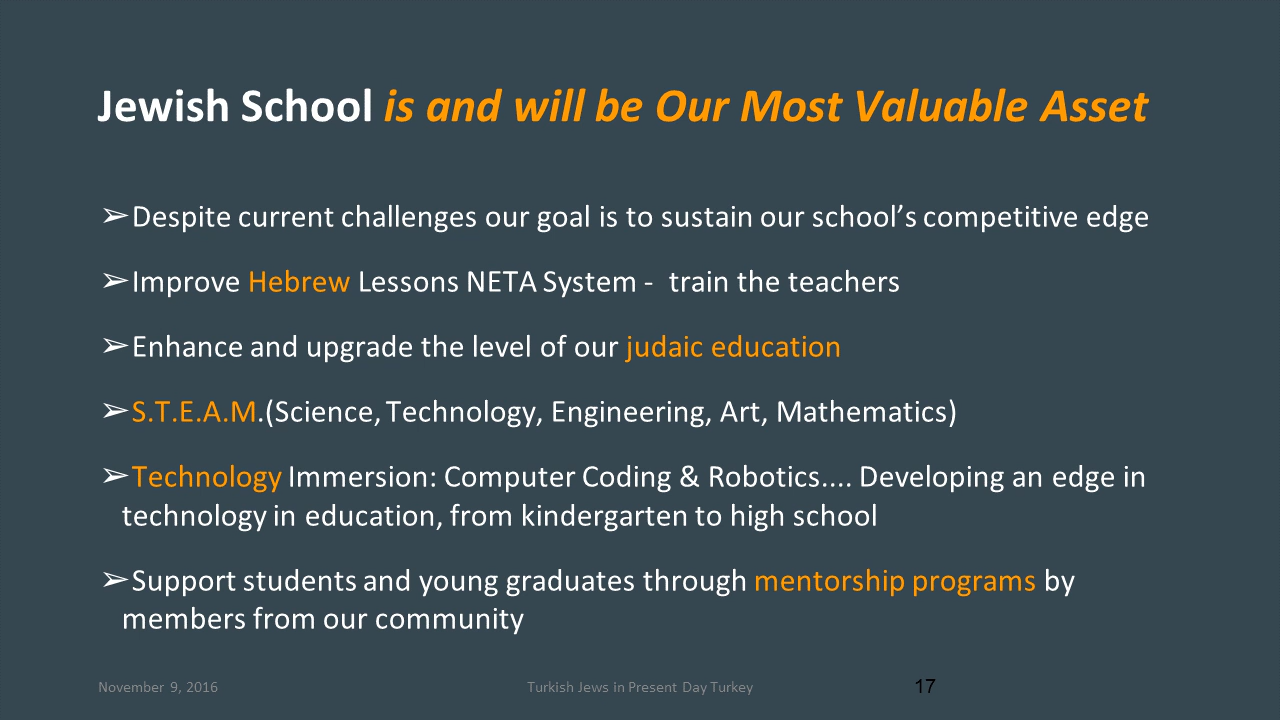 Jewish School is and will be Our Most Valuable Asset
➢Despite current challenges our goal is to sustain our school’s competitive edge
➢Improve Hebrew Lessons NETA System -  train the teachers
➢Enhance and upgrade the level of our judaic education
➢S.T.E.A.M.(Science, Technology, Engineering, Art, Mathematics)
➢Technology Immersion: Computer Coding & Robotics.... Developing an edge in
technology in education, from kindergarten to high school
➢Support students and young graduates through mentorship programs by
members from our community
November 9, 2016 Turkish Jews in Present Day Turkey 17